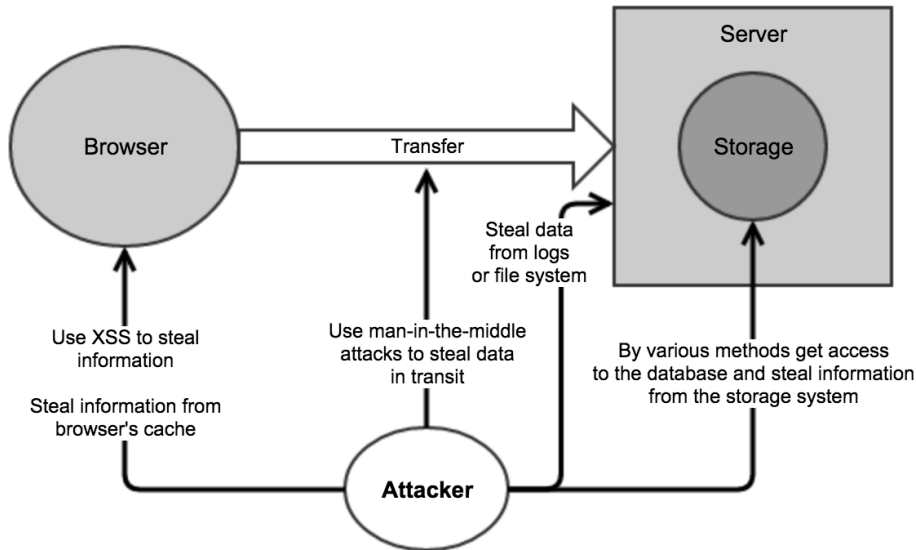 Server
Browser
Transfer
Storage
Steal data
from logs
or file system
Use XSS to steal
information
Steal information from
browser's cache
Use man-in-the-middle
attacks to steal data
in transit
By various methods get access
to the database and steal information
from the storage system
Attacker